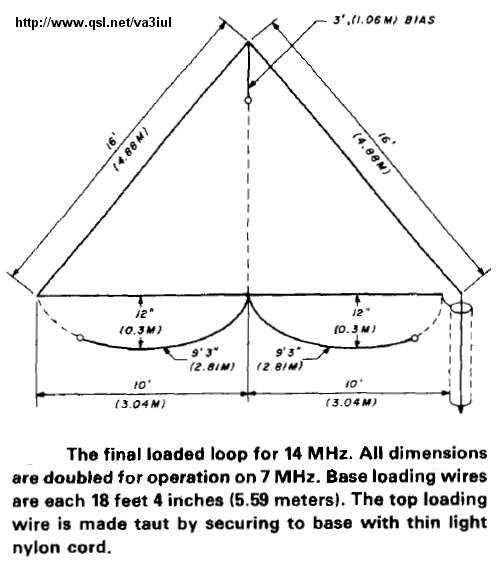 http://www.qsl.net/va3iul
3',(1.06M) BIAS
16'
(4.88M)
16'
(4.88M)
12"
(0.3M)
12"
(0.3M)
9'3"
(2.81M)
9'3"
(2.81M)
10'
(3.04M)
10'
(3.04M)
The final loaded loop for 14 MHz. All dimensions
are doubled for operation on 7 MHz. Base loading wires
are each 18 feet 4 inches (5.59 meters). The top loading
wire is made taut by securing to base with thin light
nylon cord.